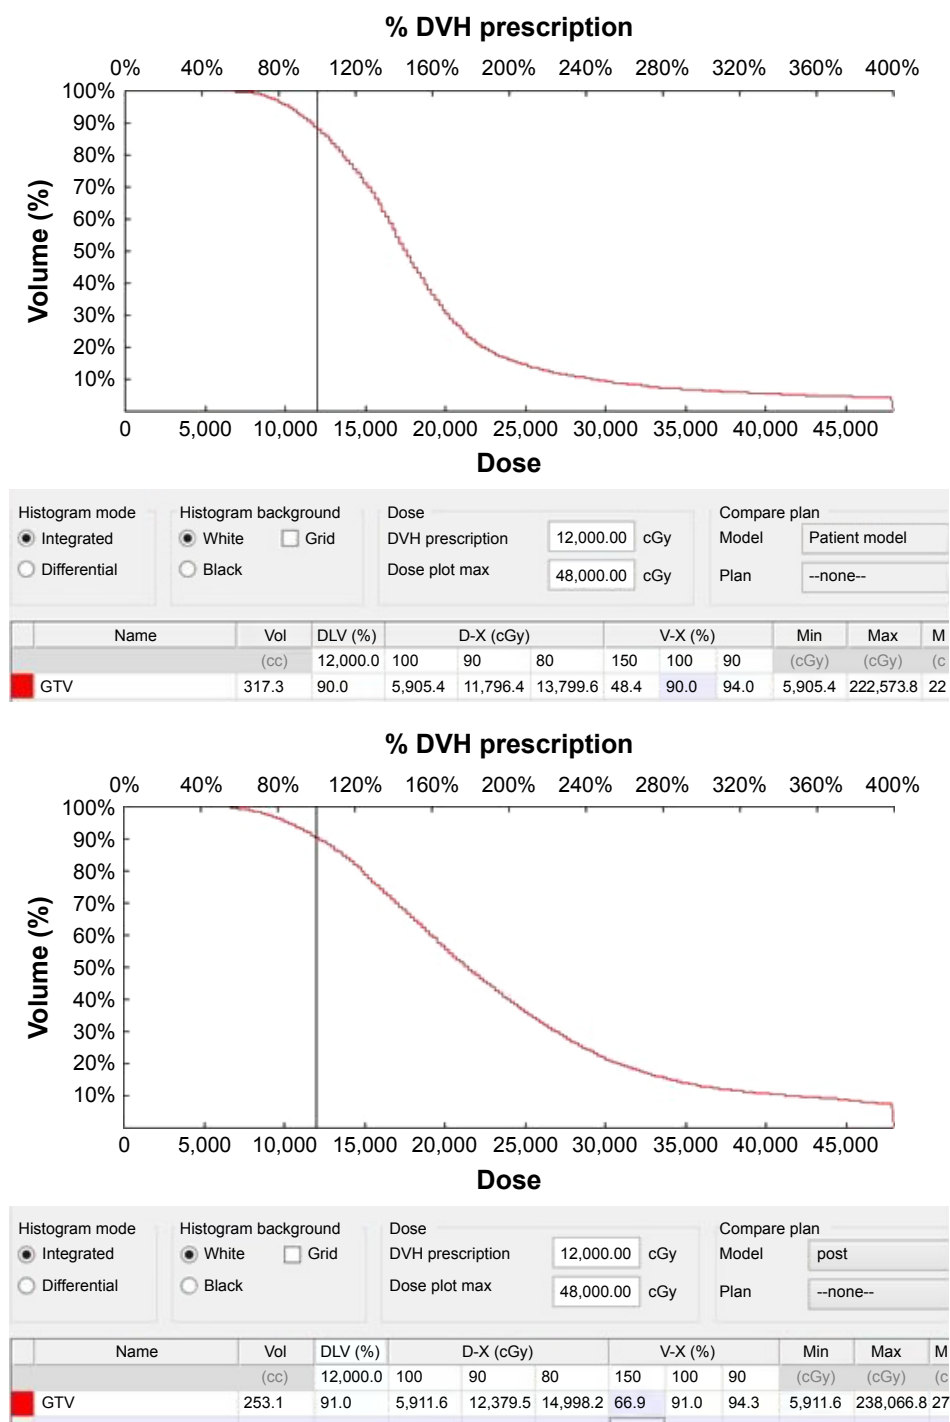 % DVH prescription
0% 40% 80% 120% 160% 200% 240% 280% 320% 360% 400%
100%
90%
80%
70%
60%
50%
40%
30%
20%
10%
Volume (%)
0 5,000 10,000 15,000 20,000 25,000 30,000 35,000 40,000 45,000
Dose
Histogram mode Histogram background Dose Compare plan
Integrated White Grid DVH prescription 12,000.00 cGy Model Patient model
Differential Black Dose plot max 48,000.00 cGy Plan --none--
Name Vol DLV (%) D-X (cGy) V-X (%) Min Max M
(cc) 12,000.0 100 90 80 150 100 90 (cGy) (cGy) (c
GTV 317.3 90.0 5,905.4 11,796.4 13,799.6 48.4 90.0 94.0 5,905.4 222,573.8 22
% DVH prescription
0% 40% 80% 120% 160% 200% 240% 280% 320% 360% 400%
100%
90%
80%
70%
60%
50%
40%
30%
20%
10%
Volume (%)
0 5,000 10,000 15,000 20,000 25,000 30,000 35,000 40,000 45,000
Dose
Histogram mode Histogram background Dose Compare plan
Integrated White Grid DVH prescription 12,000.00 cGy Model post
Differential Black Dose plot max 48,000.00 cGy Plan --none--
Name Vol DLV (%) D-X (cGy) V-X (%) Min Max M
(cc) 12,000.0 100 90 80 150 100 90 (cGy) (cGy) (c
GTV 253.1 91.0 5,911.6 12,379.5 14,998.2 66.9 91.0 94.3 5,911.6 238,066.8 27